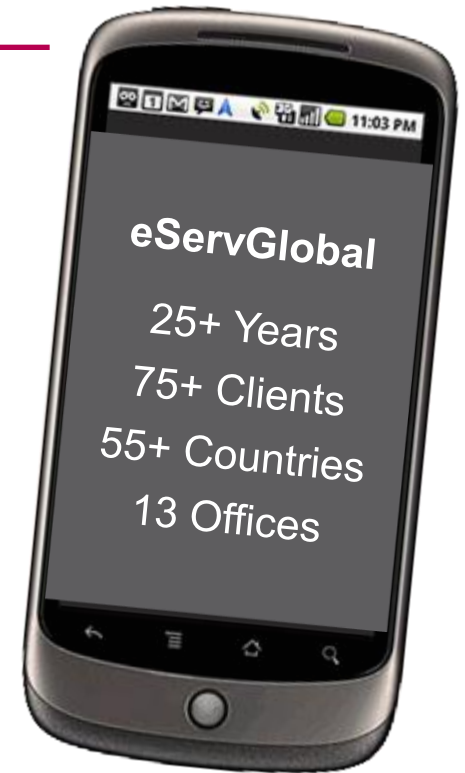 11:03 PM
eServGlobal
25+ Years
75+ Clients
55+ Countries
13 Offices